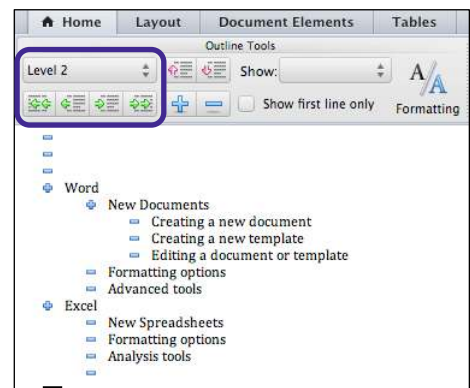 Home Layout Document Elements Tables
Outline Tools
Level 2 Show:
Show first line only Formatting
Word
New Documents
Creating a new document
Creating a new template
Editing a document or template
Formatting options
Advanced tools
Excel
New Spreadsheets
Formatting options
Analysis tools